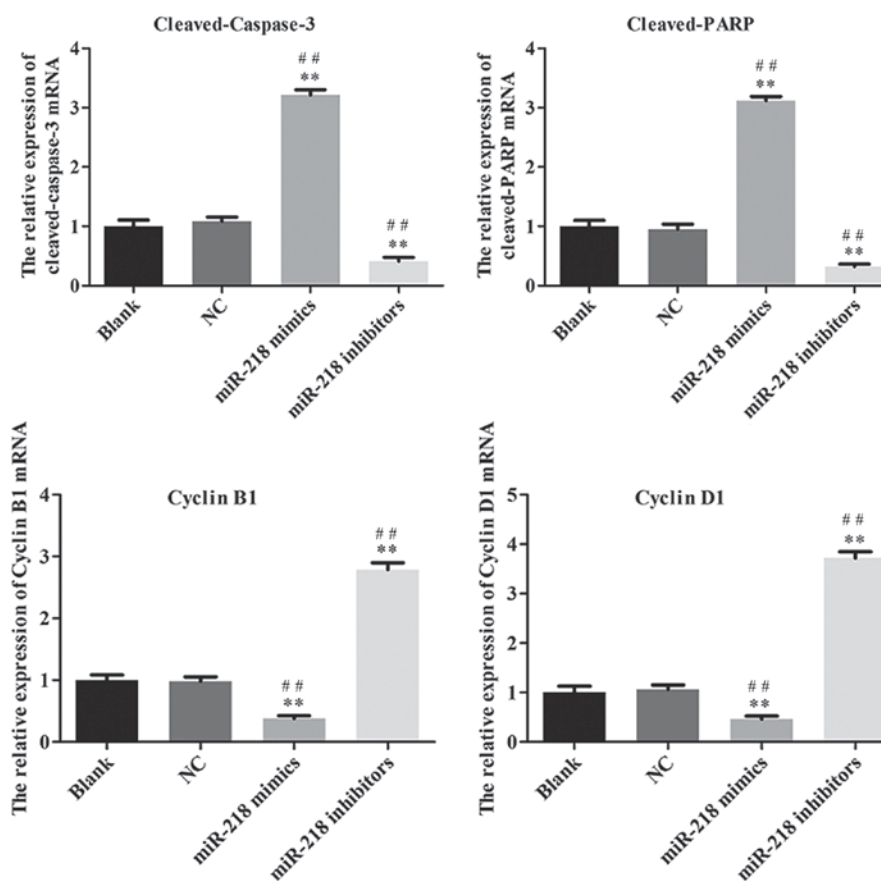 Cleaved-Caspase-3
The relative expression of
cleaved-caspase-3 mRNA
4
3
2
1
0
# #
**
# #
**
Blank
NC
miR-218 mimics
miR-218 inhibitors
Cleaved-PARP
The relative expression of
cleaved-PARP mRNA
4
3
2
1
0
# #
**
# #
**
Blank
NC
miR-218 mimics
miR-218 inhibitors
Cyclin B1
The relative expression of Cyclin B1 mRNA
4
3
2
1
0
# #
**
# #
**
Blank
NC
miR-218 mimics
miR-218 inhibitors
Cyclin D1
The relative expression of Cyclin D1 mRNA
5
4
3
2
1
0
# #
**
# #
**
Blank
NC
miR-218 mimics
miR-218 inhibitors